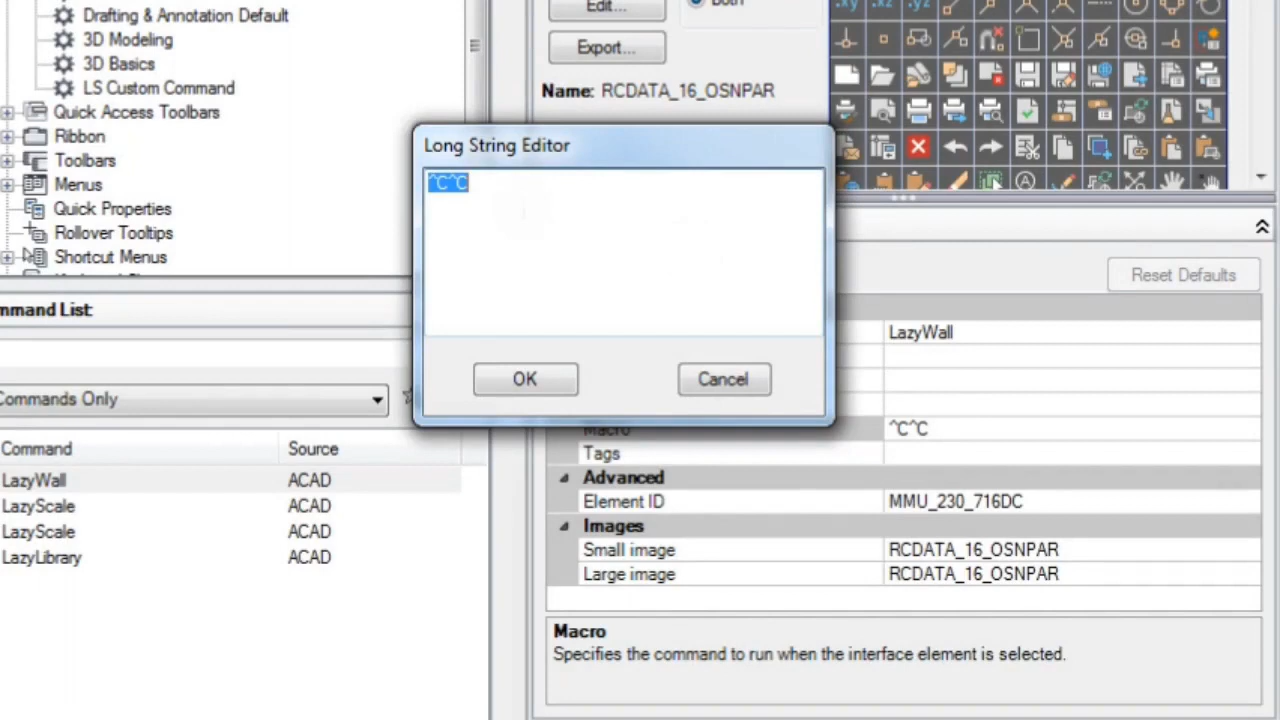 Drafting & Annotation Default
3D Modeling
3D Basics
LS Custom Command
Quick Access Toolbars
Ribbon
Toolbars
Menus
Quick Properties
Rollover Tooltips
Shortcut Menus
Edit...
Both
Export...
Name: RCDATA_16_OSNPAR
Long String Editor
^C^C
OK
Cancel
mmand List:
Commands Only
Command Source
LazyWall ACAD
LazyScale ACAD
LazyScale ACAD
LazyLibrary ACAD
Reset Defaults
LazyWall
Macro ^C^C
Tags
Advanced
Element ID MMU_230_716DC
Images
Small image RCDATA_16_OSNPAR
Large image RCDATA_16_OSNPAR
Macro
Specifies the command to run when the interface element is selected.